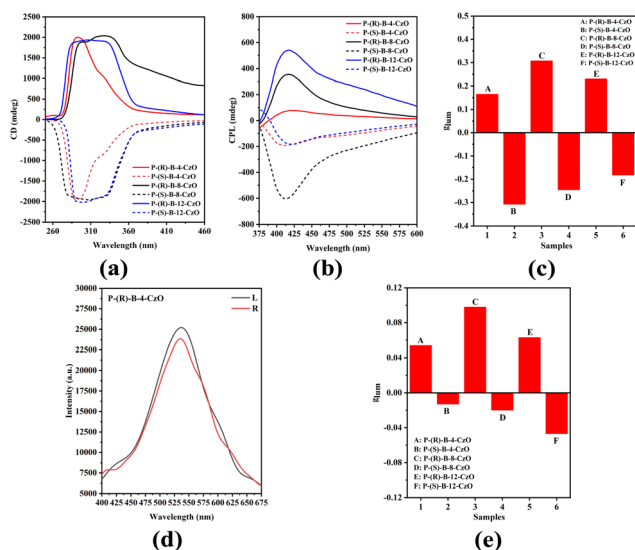 2000
1500
1000
500
0
-500
-1000
-1500
-2000
CD (mdeg)
P-(R)-B-4-CzO
P-(S)-B-4-CzO
P-(R)-B-8-CzO
P-(S)-B-8-CzO
P-(R)-B-12-CzO
P-(S)-B-12-CzO
260 310 360 410 460
Wavelength (nm)
(a)
800
600
400
200
0
-200
-400
-600
-800
CPL (mdeg)
P-(R)-B-4-CzO
P-(S)-B-4-CzO
P-(R)-B-8-CzO
P-(S)-B-8-CzO
P-(R)-B-12-CzO
P-(S)-B-12-CzO
375 400 425 450 475 500 525 550 575 600
Wavelength (nm)
(b)
0.4
0.3
0.2
0.1
0.0
-0.1
-0.2
-0.3
-0.4
glum
A: P-(R)-B-4-CzO
B: P-(S)-B-4-CzO
C: P-(R)-B-8-CzO
D: P-(S)-B-8-CzO
E: P-(R)-B-12-CzO
F: P-(S)-B-12-CzO
A
B
C
D
E
F
1 2 3 4 5 6
Samples
(c)
30000
27500
25000
22500
20000
17500
15000
12500
10000
7500
5000
Intensity (a.u.)
P-(R)-B-4-CzO
L
R
400 425 450 475 500 525 550 575 600 625 650 675
Wavelength (nm)
(d)
0.12
0.08
0.04
0.00
-0.04
-0.08
-0.12
glum
A
B
C
D
E
F
A: P-(R)-B-4-CzO
B: P-(S)-B-4-CzO
C: P-(R)-B-8-CzO
D: P-(S)-B-8-CzO
E: P-(R)-B-12-CzO
F: P-(S)-B-12-CzO
1 2 3 4 5 6
Samples
(e)